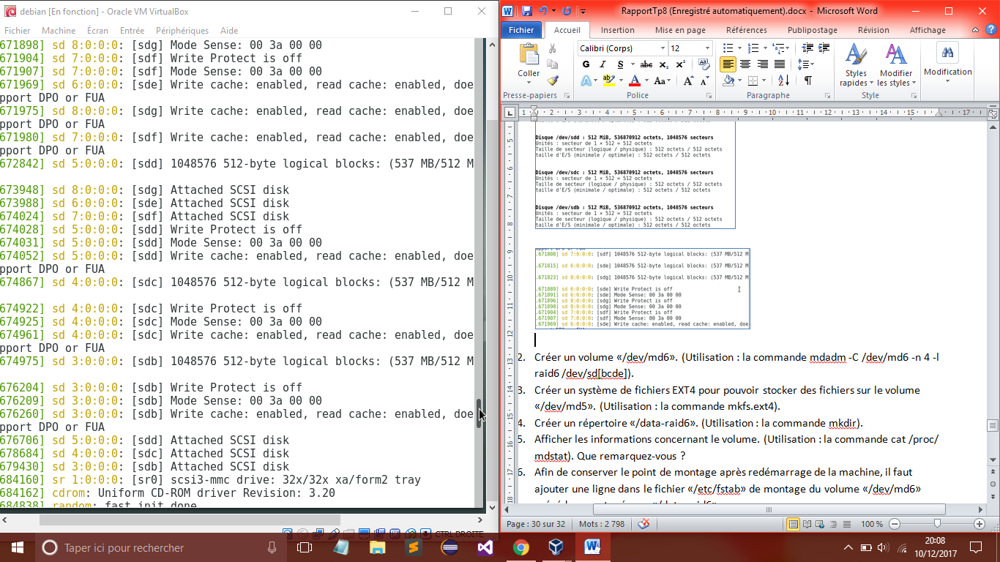 debian [En fonction] - Oracle VM VirtualBox
Fichier Machine Écran Entrée Périphériques Aide
671898] sd 8:0:0:0: [sdg] Mode Sense: 00 3a 00 00
671904] sd 7:0:0:0: [sdf] Write Protect is off
671907] sd 7:0:0:0: [sdf] Mode Sense: 00 3a 00 00
671969] sd 6:0:0:0: [sde] Write cache: enabled, read cache: enabled, doe
pport DPO or FUA
671975] sd 8:0:0:0: [sdg] Write cache: enabled, read cache: enabled, doe
pport DPO or FUA
671980] sd 7:0:0:0: [sdf] Write cache: enabled, read cache: enabled, doe
pport DPO or FUA
672842] sd 5:0:0:0: [sdd] 1048576 512-byte logical blocks: (537 MB/512 M
673948] sd 8:0:0:0: [sdg] Attached SCSI disk
673988] sd 6:0:0:0: [sde] Attached SCSI disk
674024] sd 7:0:0:0: [sdf] Attached SCSI disk
674028] sd 5:0:0:0: [sdd] Write Protect is off
674031] sd 5:0:0:0: [sdd] Mode Sense: 00 3a 00 00
674052] sd 5:0:0:0: [sdd] Write cache: enabled, read cache: enabled, doe
pport DPO or FUA
674867] sd 4:0:0:0: [sdc] 1048576 512-byte logical blocks: (537 MB/512 M
674922] sd 4:0:0:0: [sdc] Write Protect is off
674925] sd 4:0:0:0: [sdc] Mode Sense: 00 3a 00 00
674961] sd 4:0:0:0: [sdc] Write cache: enabled, read cache: enabled, doe
pport DPO or FUA
674975] sd 3:0:0:0: [sdb] 1048576 512-byte logical blocks: (537 MB/512 M
676204] sd 3:0:0:0: [sdb] Write Protect is off
676209] sd 3:0:0:0: [sdb] Mode Sense: 00 3a 00 00
676260] sd 3:0:0:0: [sdb] Write cache: enabled, read cache: enabled, doe
pport DPO or FUA
676706] sd 5:0:0:0: [sdd] Attached SCSI disk
678684] sd 4:0:0:0: [sdc] Attached SCSI disk
679430] sd 3:0:0:0: [sdb] Attached SCSI disk
684160] sr 1:0:0:0: [sr0] scsi3-mmc drive: 32x/32x xa/form2 tray
684162] cdrom: Uniform CD-ROM driver Revision: 3.20
684838] random: fast init done
CTRL DROITE
RapportTp8 (Enregistré automatiquement).docx - Microsoft Word
Fichier Accueil Insertion Mise en page Références Publipostage Révision Affichage
Coller
Presse-papiers
Calibri (Corps) 12
G I S abc x₂ x²
Police
Paragraphe
Styles rapides
Modifier les styles
Style
Modification
1 1 2 3 4 5 6 7 8 9 10 11 12 13 14 15 17
Disque /dev/sdd : 512 MiB, 536870912 octets, 1048576 secteurs
Unités : secteur de 1 × 512 = 512 octets
Taille de secteur (logique / physique) : 512 octets / 512 octets
taille d'E/S (minimale / optimale) : 512 octets / 512 octets
Disque /dev/sdc : 512 MiB, 536870912 octets, 1048576 secteurs
Unités : secteur de 1 × 512 = 512 octets
Taille de secteur (logique / physique) : 512 octets / 512 octets
taille d'E/S (minimale / optimale) : 512 octets / 512 octets
Disque /dev/sdb : 512 MiB, 536870912 octets, 1048576 secteurs
Unités : secteur de 1 × 512 = 512 octets
Taille de secteur (logique / physique) : 512 octets / 512 octets
taille d'E/S (minimale / optimale) : 512 octets / 512 octets
.671808] sd 7:0:0:0: [sdf] 1048576 512-byte logical blocks: (537 MB/512 M
.671815] sd 6:0:0:0: [sde] 1048576 512-byte logical blocks: (537 MB/512 M
.671823] sd 8:0:0:0: [sdg] 1048576 512-byte logical blocks: (537 MB/512 M
.671889] sd 6:0:0:0: [sde] Write Protect is off
.671891] sd 6:0:0:0: [sde] Mode Sense: 00 3a 00 00
.671896] sd 8:0:0:0: [sdg] Write Protect is off
.671898] sd 8:0:0:0: [sdg] Mode Sense: 00 3a 00 00
.671904] sd 7:0:0:0: [sdf] Write Protect is off
.671907] sd 7:0:0:0: [sdf] Mode Sense: 00 3a 00 00
.671969] sd 6:0:0:0: [sde] Write cache: enabled, read cache: enabled, doe
2. Créer un volume «/dev/md6». (Utilisation : la commande mdadm -C /dev/md6 -n 4 -l
raid6 /dev/sd[bcde]).
3. Créer un système de fichiers EXT4 pour pouvoir stocker des fichiers sur le volume
«/dev/md5». (Utilisation : la commande mkfs.ext4).
4. Créer un répertoire «/data-raid6». (Utilisation : la commande mkdir).
5. Afficher les informations concernant le volume. (Utilisation : la commande cat /proc/
mdstat). Que remarquez-vous ?
6. Afin de conserver le point de montage après redémarrage de la machine, il faut
ajouter une ligne dans le fichier «/etc/fstab» de montage du volume «/dev/md6»
Page : 30 sur 32 Mots : 2 798 100 %
Taper ici pour rechercher
20:08
10/12/2017